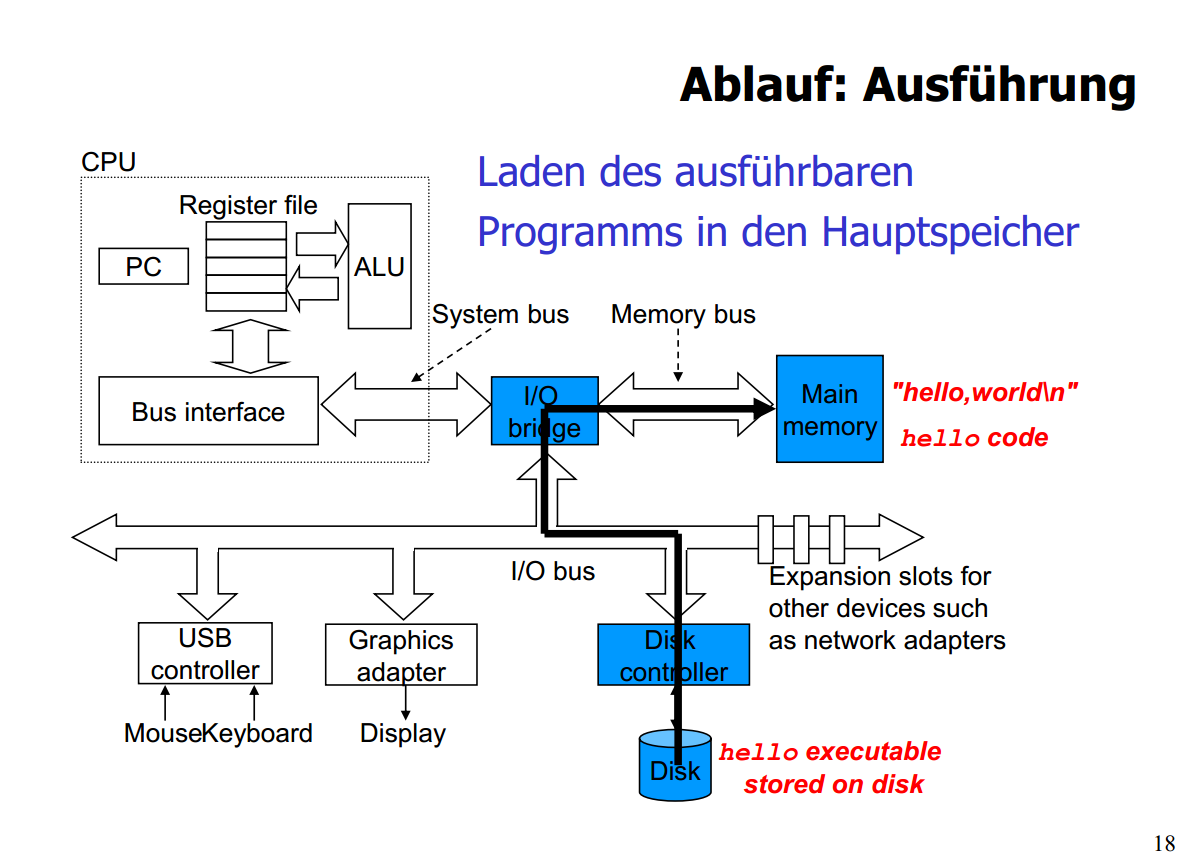 Ablauf: Ausführung
Laden des ausführbaren
Programms in den Hauptspeicher
CPU
Register file
PC
ALU
System bus
Memory bus
Bus interface
I/O
bridge
Main
memory
"hello,world\n"
hello code
I/O bus
Expansion slots for
other devices such
as network adapters
USB
controller
Graphics
adapter
Disk
controller
Mouse
Keyboard
Display
Disk
hello executable
stored on disk
18